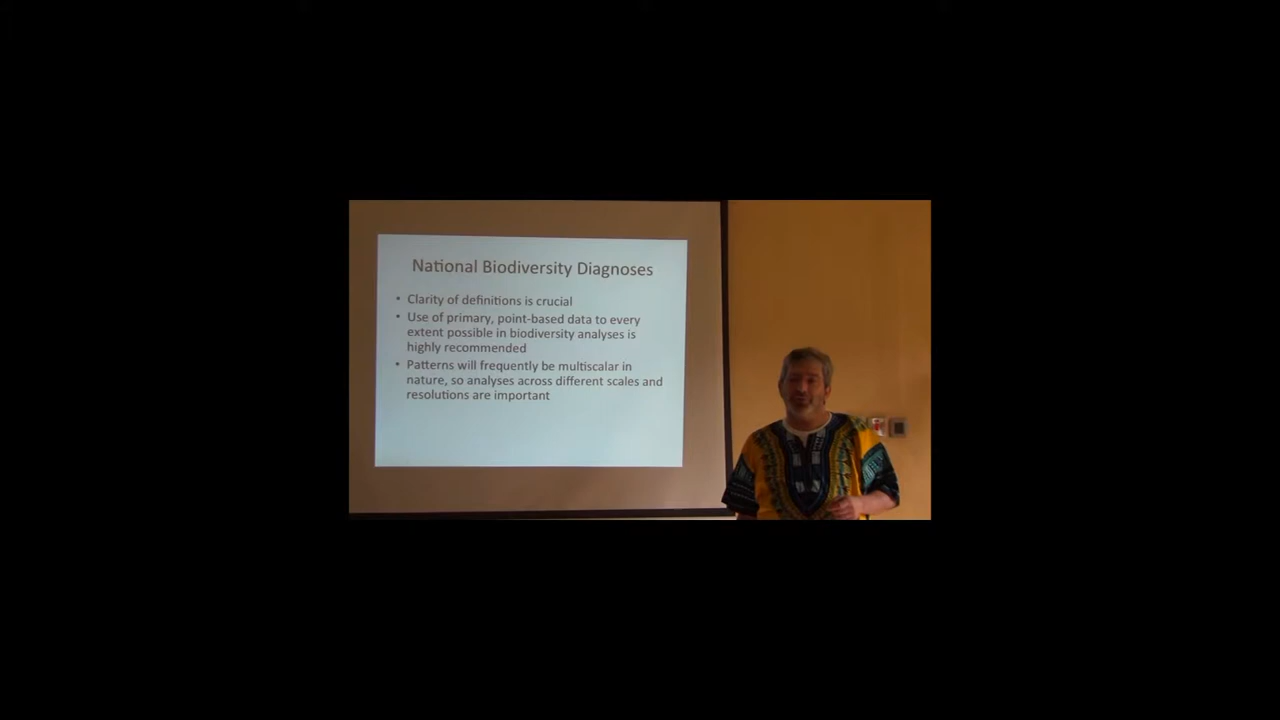 National Biodiversity Diagnoses
• Clarity of definitions is crucial
• Use of primary, point-based data to every
extent possible in biodiversity analyses is
highly recommended
• Patterns will frequently be multiscalar in
nature, so analyses across different scales and
resolutions are important